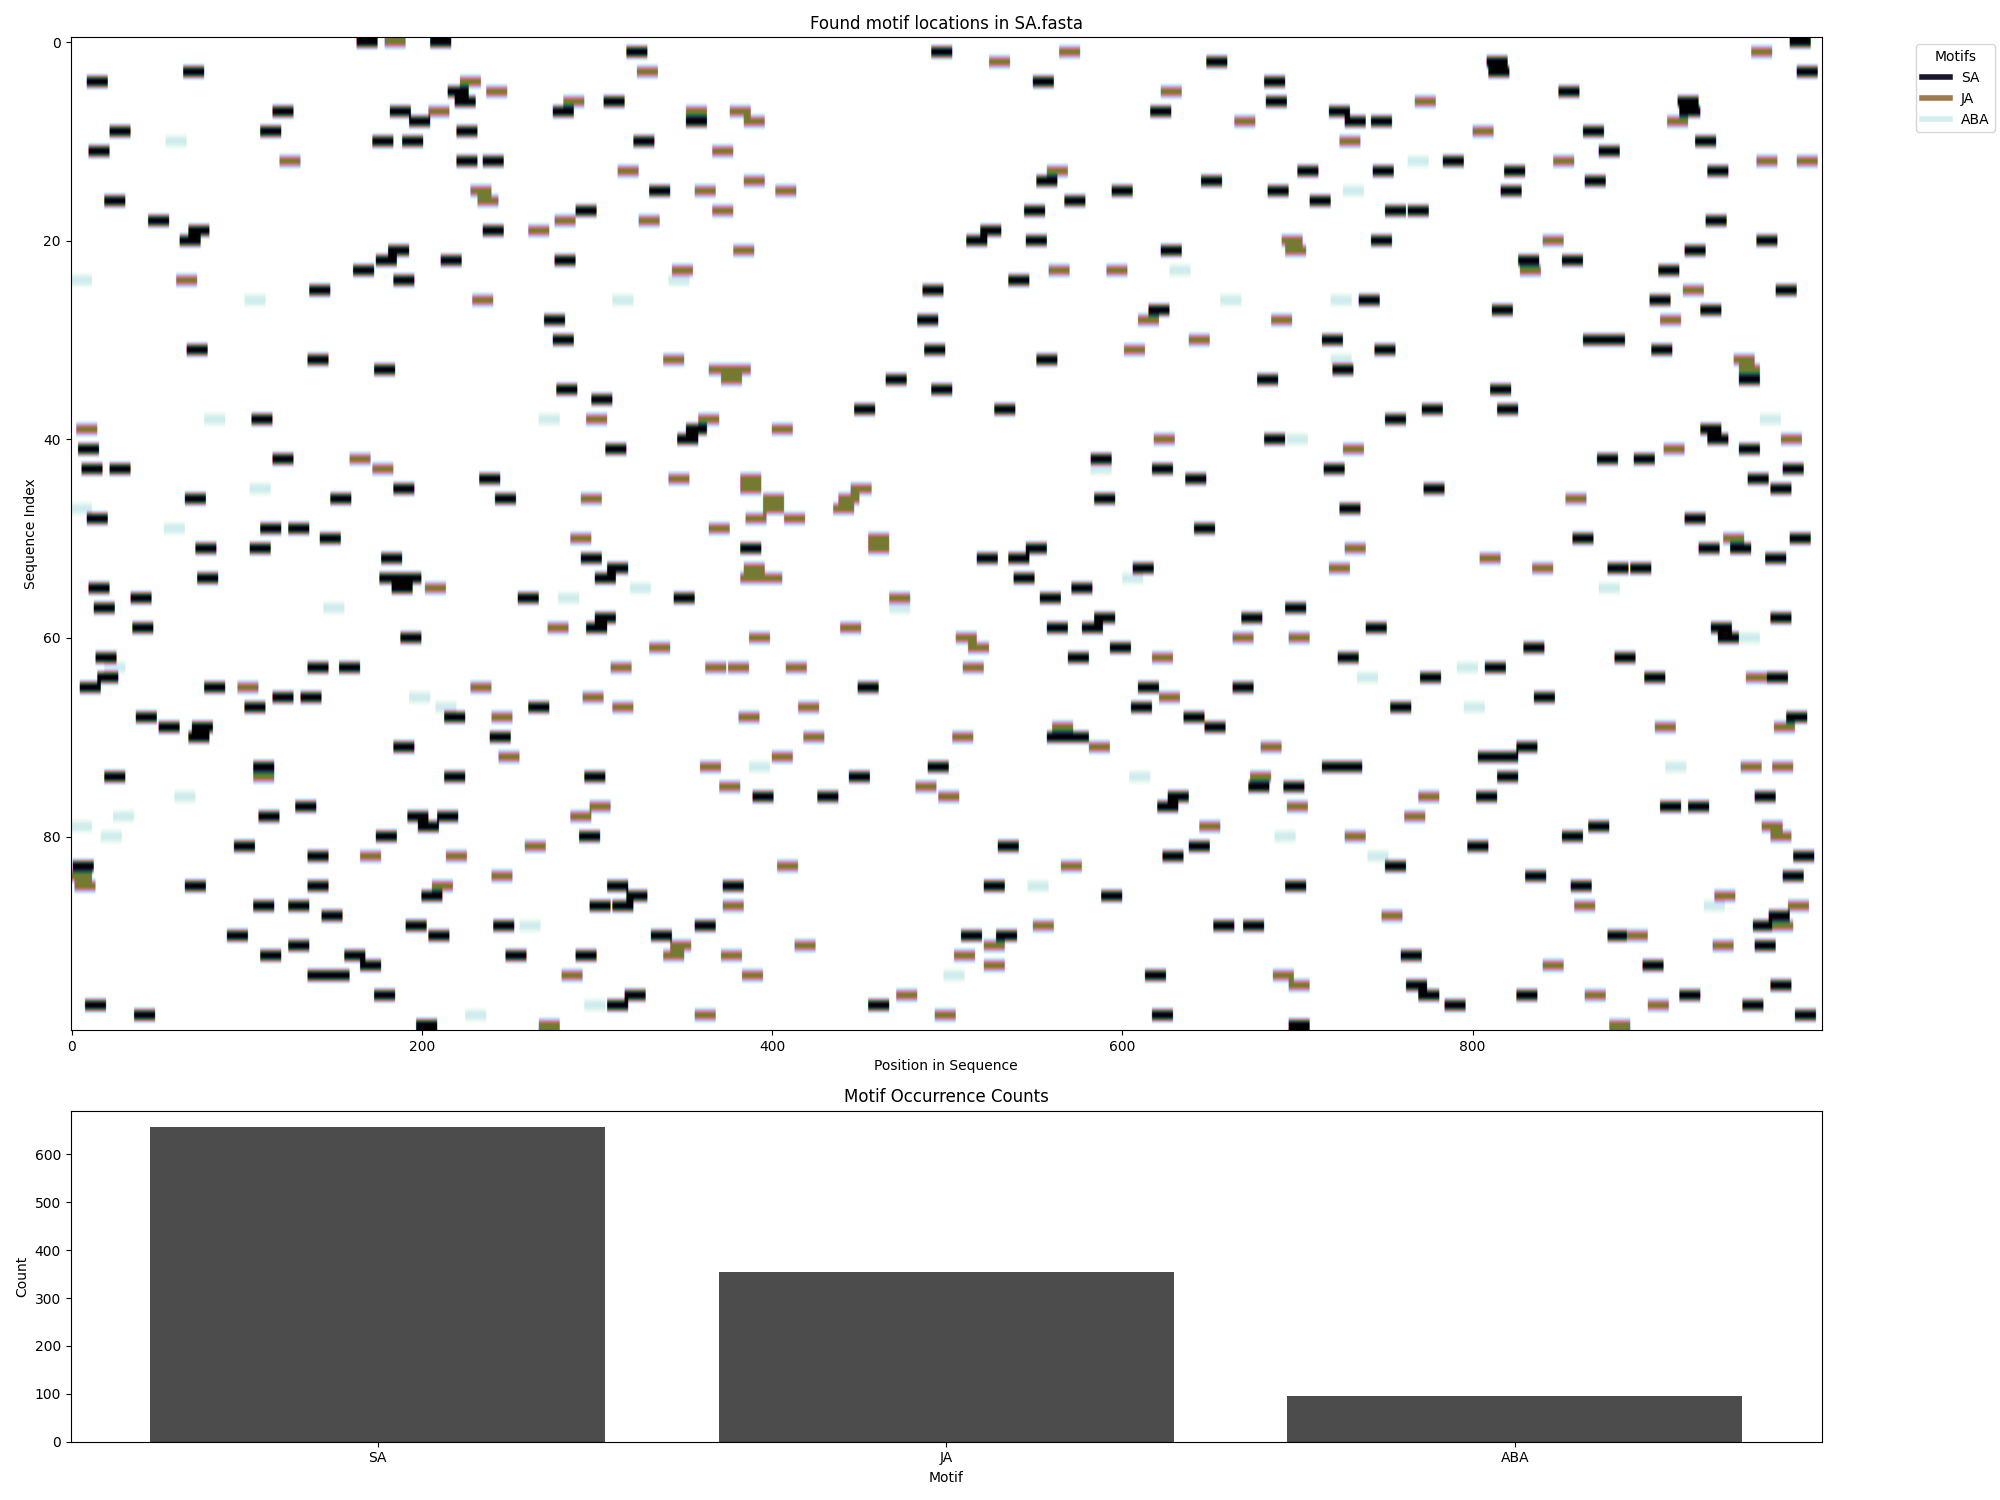 Found motif locations in SA.fasta
0
20
40
60
80
Sequence Index
0
200
400
600
800
Position in Sequence
Motifs
SA
JA
ABA
Motif Occurrence Counts
600
500
400
300
200
100
0
Count
SA
JA
ABA
Motif